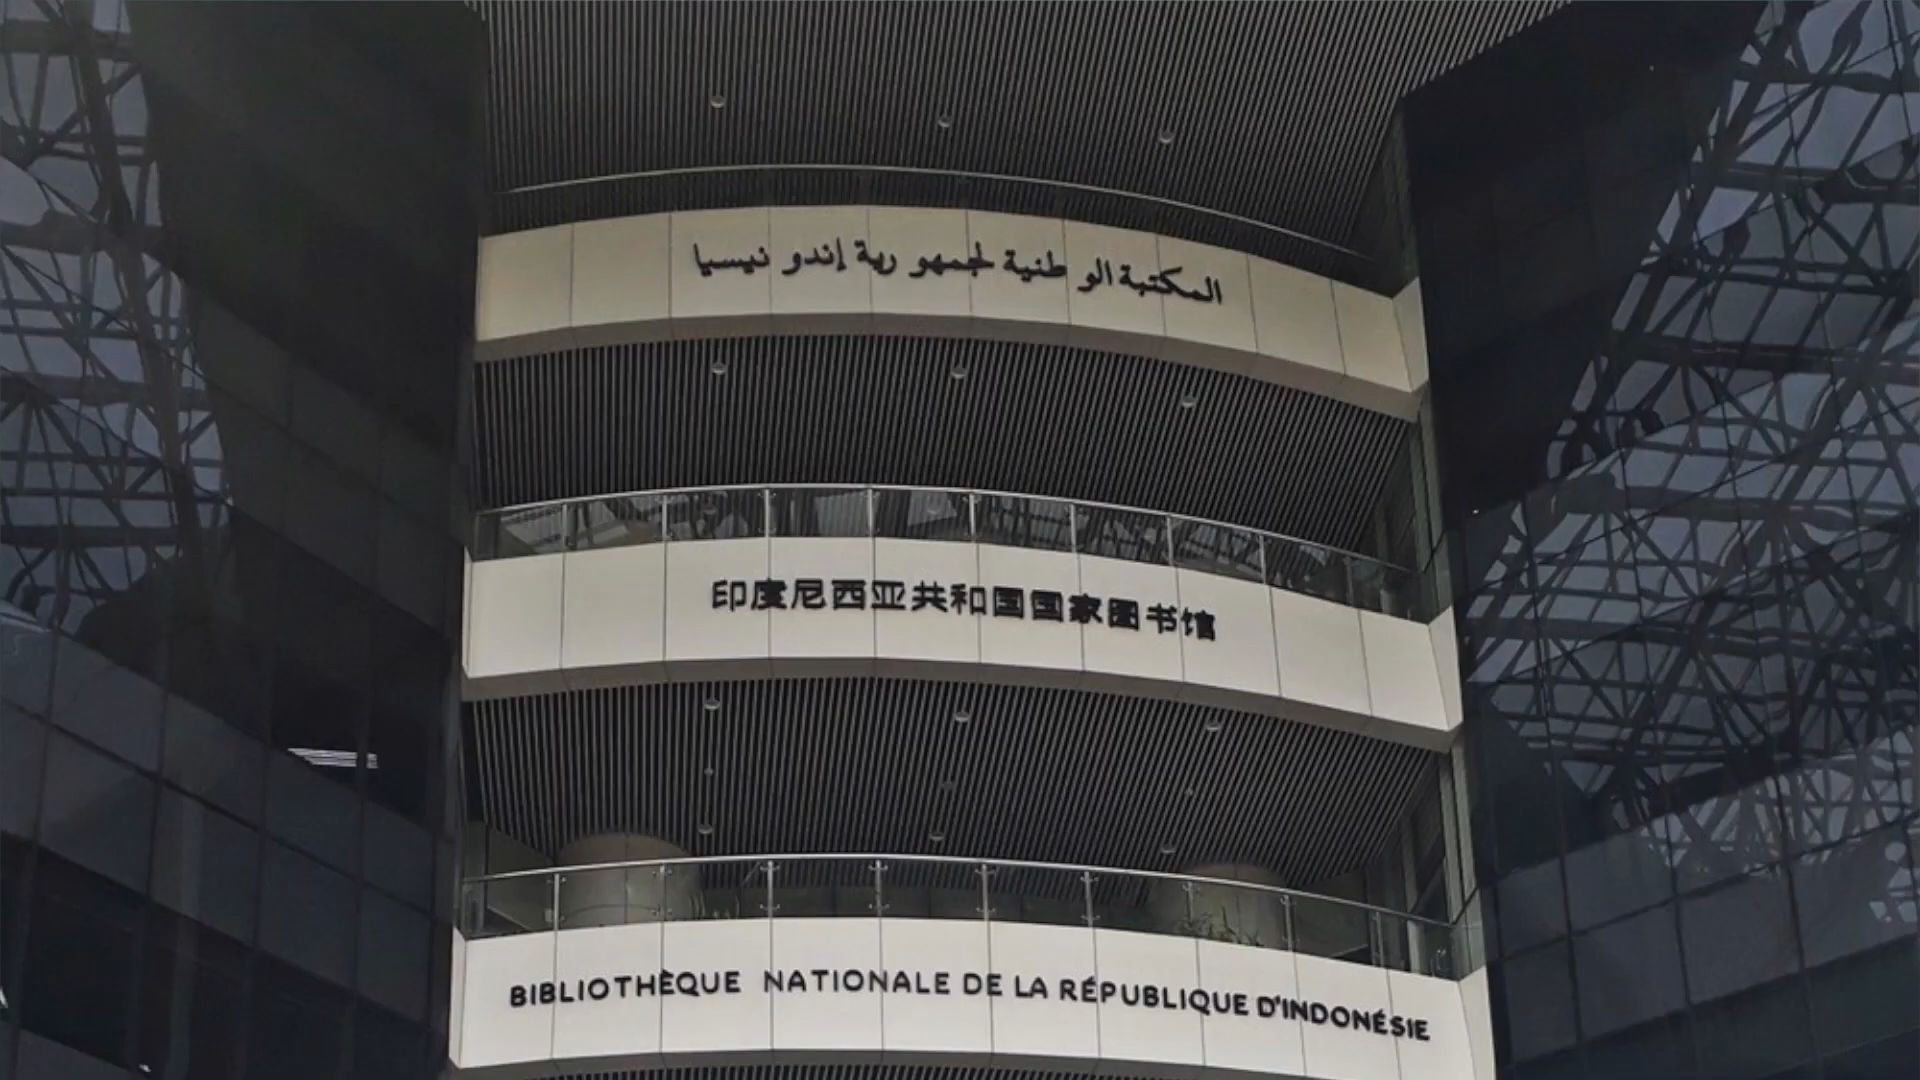 المكتبة الوطنية لجمهورية إندونيسيا
印度尼西亚共和国国家图书馆
BIBLIOTHÈQUE NATIONALE DE LA RÉPUBLIQUE D'INDONÉSIE